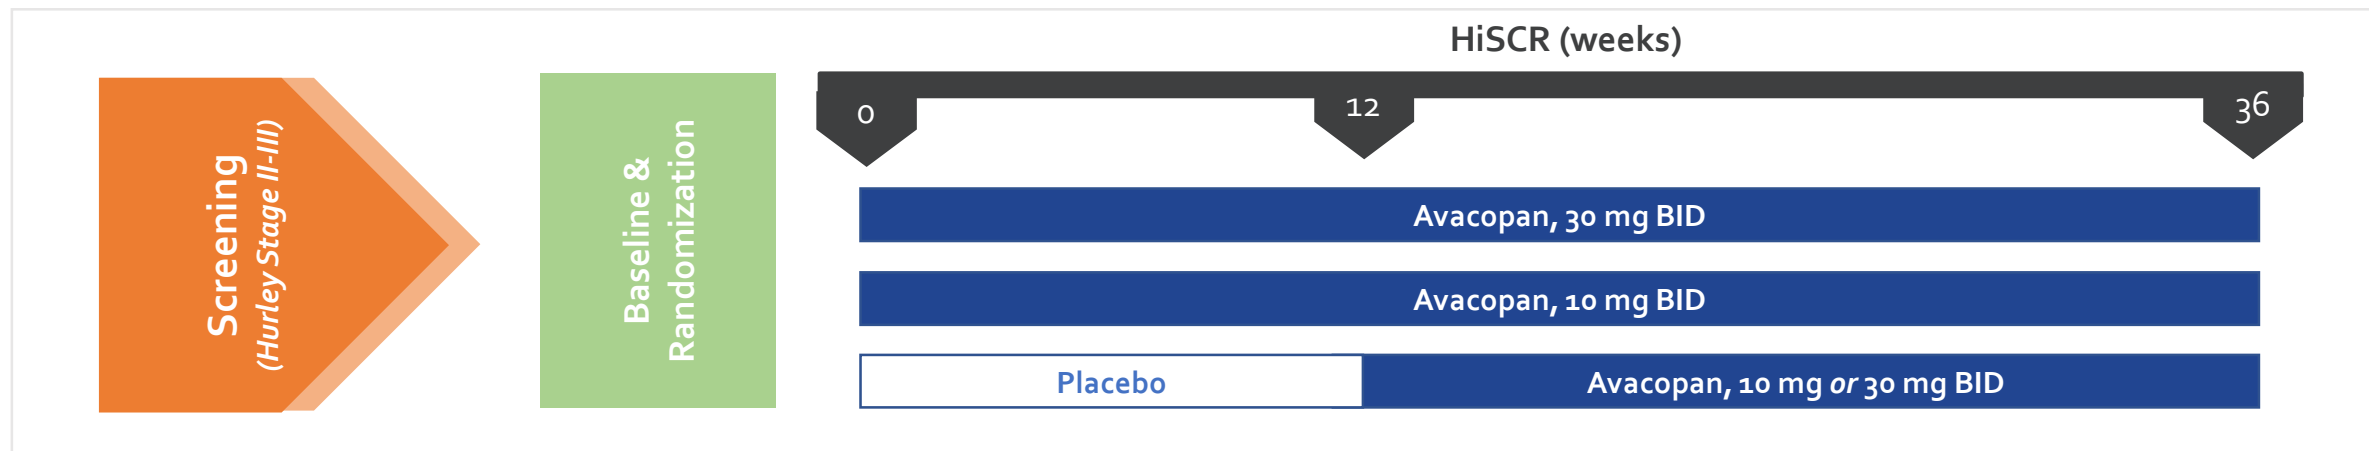 Screening
(Hurley Stage II-III)
Baseline &
Randomization
HiSCR (weeks)
0
12
36
Avacopan, 30 mg BID
Avacopan, 10 mg BID
Placebo
Avacopan, 10 mg or 30 mg BID